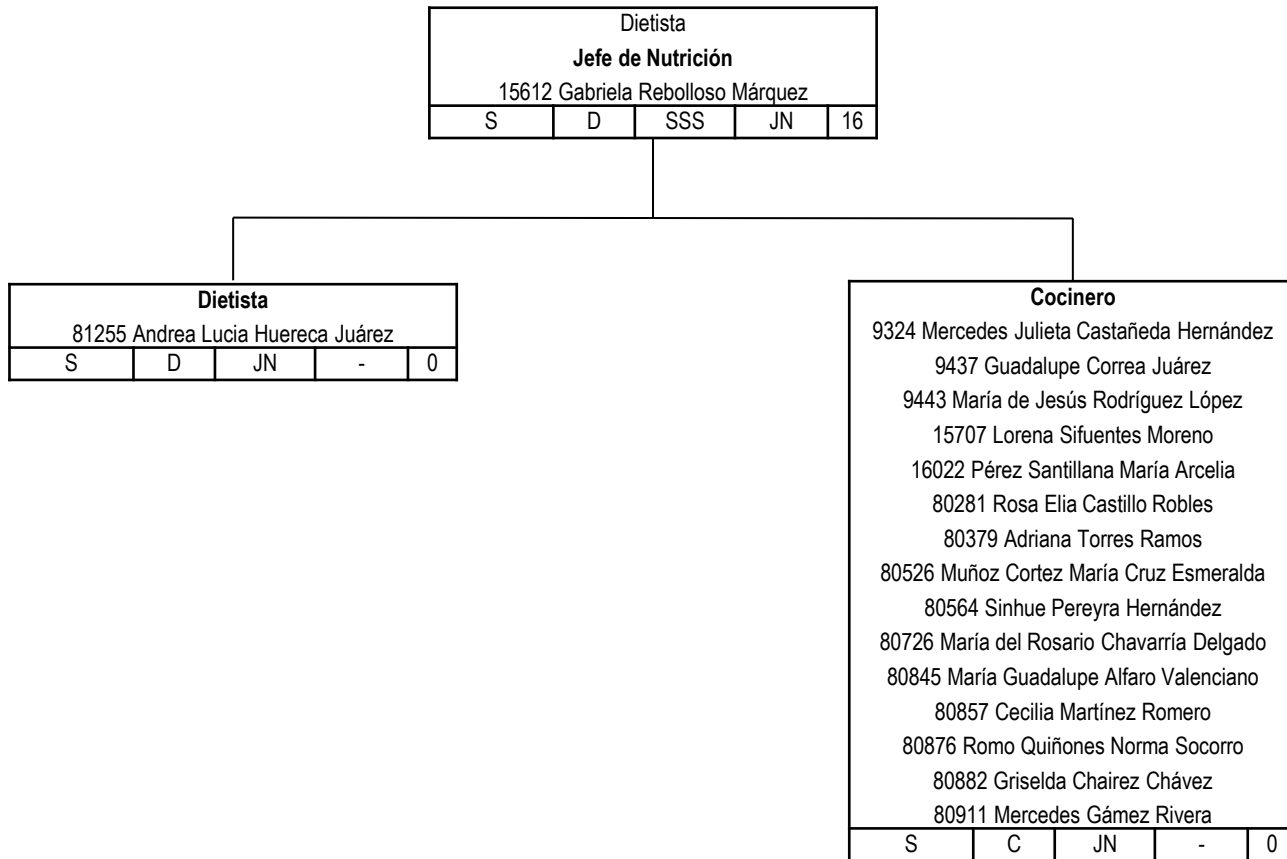 Dietista
Jefe de Nutrición
15612 Gabriela Rebolloso Márquez
S D SSS JN 16
Dietista
81255 Andrea Lucia Huereca Juárez
S D JN - 0
Cocinero
9324 Mercedes Julieta Castañeda Hernández
9437 Guadalupe Correa Juárez
9443 María de Jesús Rodríguez López
15707 Lorena Sifuentes Moreno
16022 Pérez Santillana María Arcelia
80281 Rosa Elia Castillo Robles
80379 Adriana Torres Ramos
80526 Muñoz Cortez María Cruz Esmeralda
80564 Sinhue Pereyra Hernández
80726 María del Rosario Chavarría Delgado
80845 María Guadalupe Alfaro Valenciano
80857 Cecilia Martínez Romero
80876 Romo Quiñones Norma Socorro
80882 Griselda Chairez Chávez
80911 Mercedes Gámez Rivera
S C JN - 0